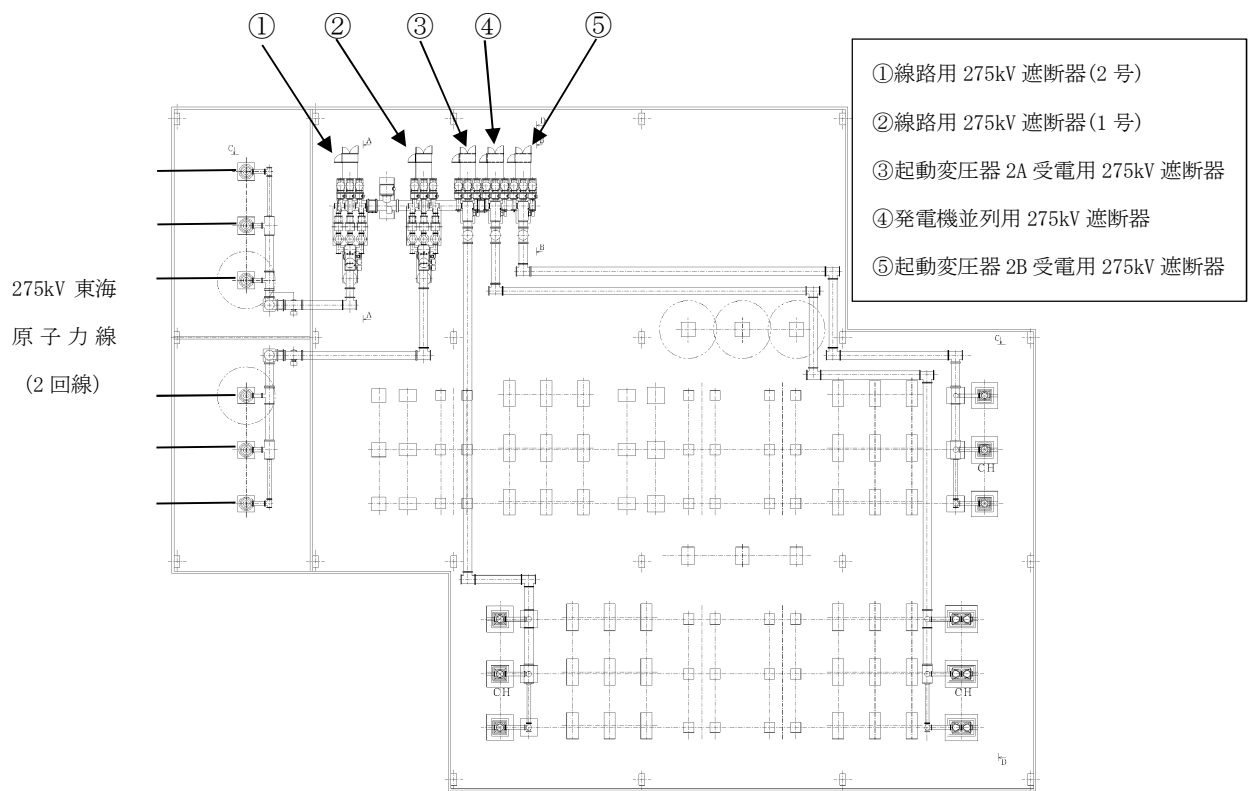 ① ② ③ ④ ⑤
①線路用 275kV 遮断器(2 号)
②線路用 275kV 遮断器(1 号)
③起動変圧器 2A 受電用 275kV 遮断器
④発電機並列用 275kV 遮断器
⑤起動変圧器 2B 受電用 275kV 遮断器
275kV 東海
原子力線
(2 回線)
A
D
B
C
B
A
C
CH
CH
CH
D